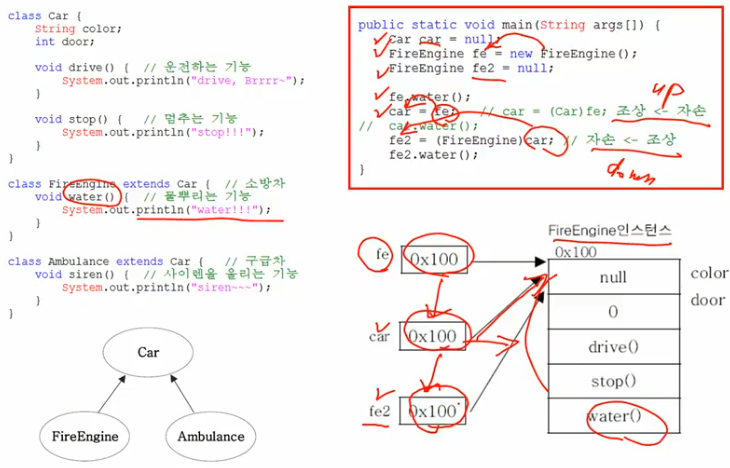 class Car {
String color;
int door;
void drive() { // 운전하는 기능
System.out.println("drive, Brrrr~");
}
void stop() { // 멈추는 기능
System.out.println("stop!!!");
}
}
class FireEngine extends Car { // 소방차
void water() { // 물뿌리는 기능
System.out.println("water!!!");
}
}
class Ambulance extends Car { // 구급차
void siren() { // 사이렌을 울리는 기능
System.out.println("siren~~~");
}
}
Car
FireEngine
Ambulance
public static void main(String args[]) {
Car car = null;
FireEngine fe = new FireEngine();
FireEngine fe2 = null;
fe.water();
car = fe; // car = (Car)fe; 조상 <- 자손
// car.water();
fe2 = (FireEngine)car; // 자손 <- 조상
fe2.water();
}
up
down
FireEngine인스턴스
fe
0x100
0x100
null
color
0
door
car
0x100
drive()
stop()
fe2
0x100
water()